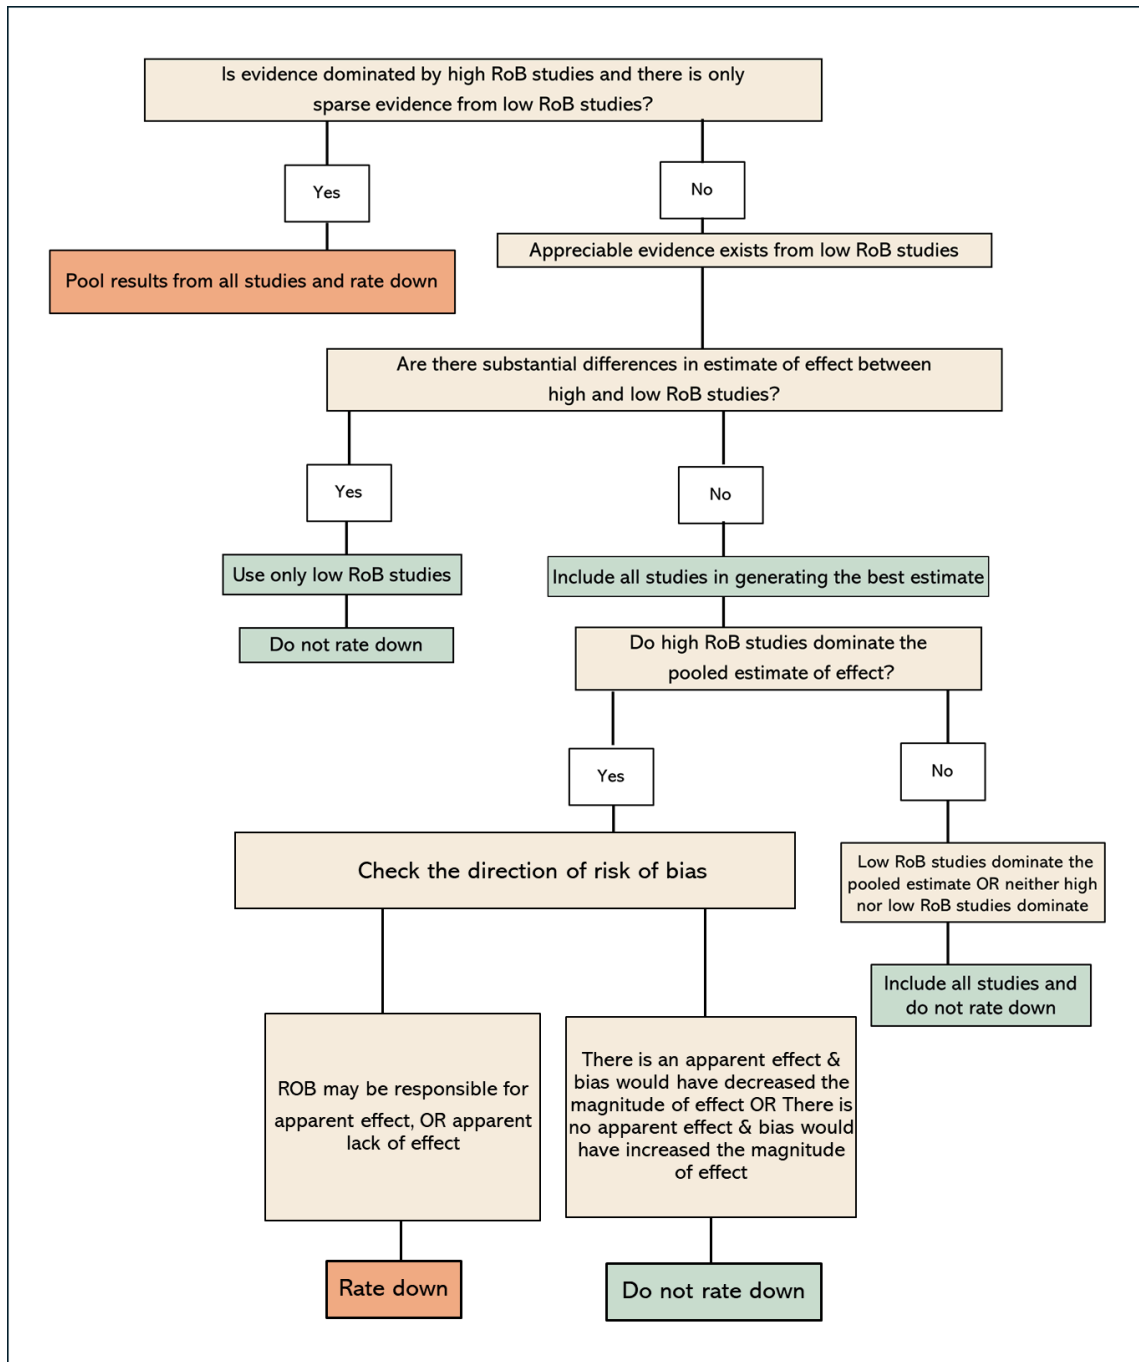 Is evidence dominated by high RoB studies and there is only
sparse evidence from low RoB studies?
Yes
No
Pool results from all studies and rate down
Appreciable evidence exists from low RoB studies
Are there substantial differences in estimate of effect between
high and low RoB studies?
Yes
No
Use only low RoB studies
Do not rate down
Include all studies in generating the best estimate
Do high RoB studies dominate the
pooled estimate of effect?
Yes
No
Check the direction of risk of bias
Low RoB studies dominate the
pooled estimate OR neither high
nor low RoB studies dominate
Include all studies and
do not rate down
ROB may be responsible for
apparent effect, OR apparent
lack of effect
There is an apparent effect &
bias would have decreased the
magnitude of effect OR There is
no apparent effect & bias would
have increased the magnitude
of effect
Rate down
Do not rate down